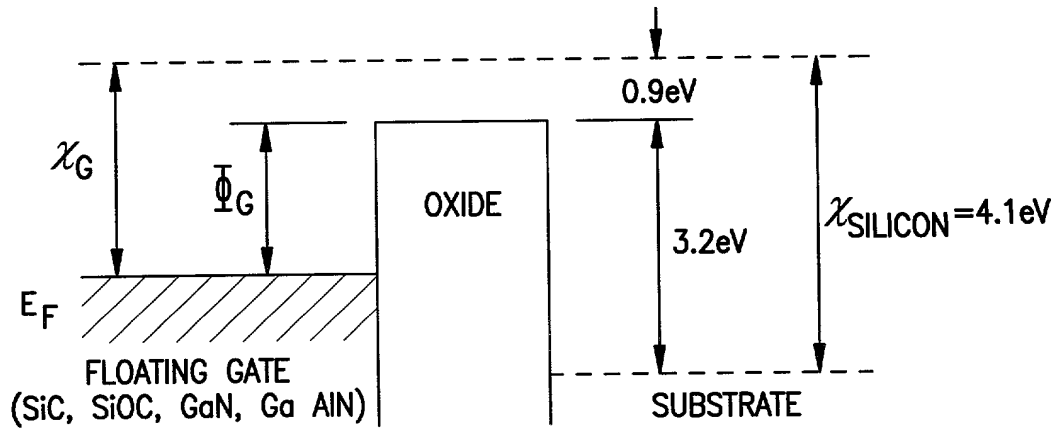 0.9eV
χG
ΦG
OXIDE
χSILICON=4.1eV
3.2eV
EF
FLOATING GATE
(SiC, SiOC, GaN, Ga AlN)
SUBSTRATE